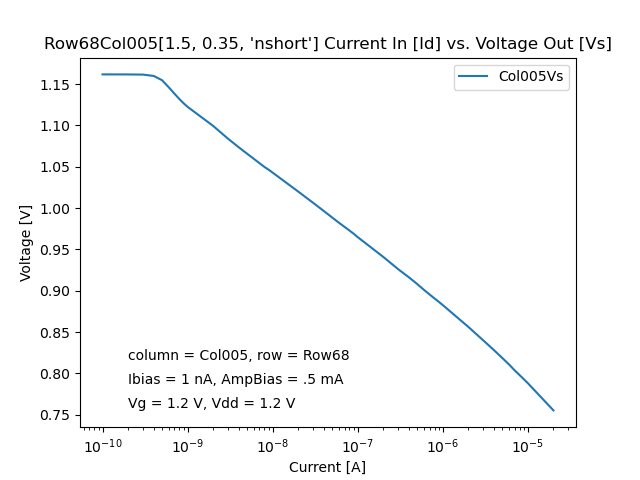 Row68Col005[1.5, 0.35, 'nshort'] Current In [Id] vs. Voltage Out [Vs]
Col005Vs
Voltage [V]
1.15
1.10
1.05
1.00
0.95
0.90
0.85
0.80
0.75
column = Col005, row = Row68
Ibias = 1 nA, AmpBias = .5 mA
Vg = 1.2 V, Vdd = 1.2 V
10⁻¹⁰ 10⁻⁹ 10⁻⁸ 10⁻⁷ 10⁻⁶ 10⁻⁵
Current [A]